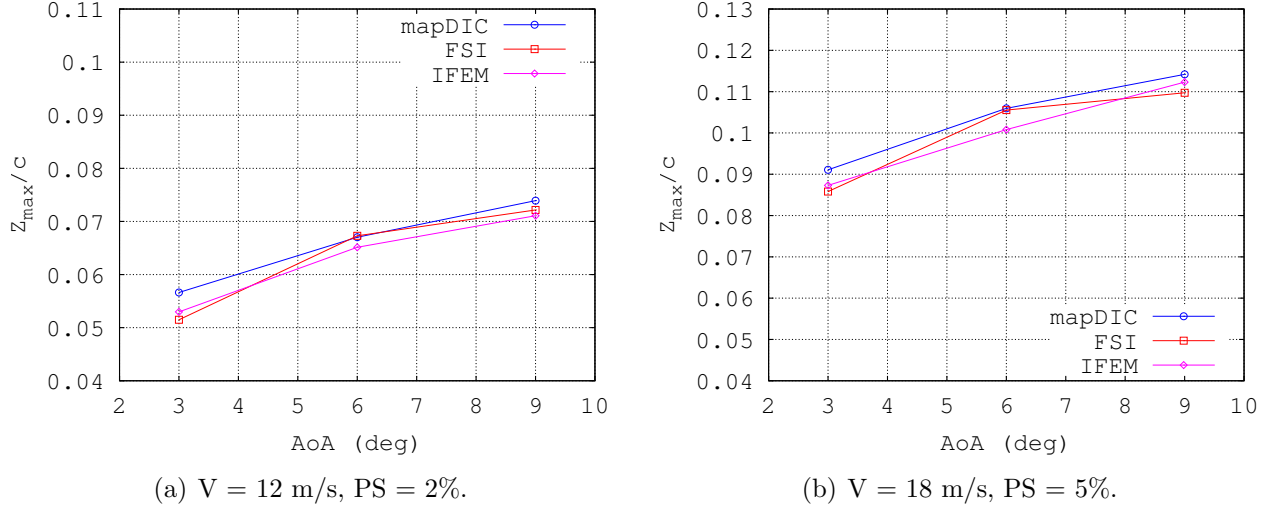 0.11
0.1
0.09
0.08
0.07
0.06
0.05
0.04
Zmax/c
2 3 4 5 6 7 8 9 10
AoA (deg)
mapDIC
FSI
IFEM
(a) V = 12 m/s, PS = 2%.
0.13
0.12
0.11
0.1
0.09
0.08
0.07
0.06
0.05
0.04
Zmax/c
2 3 4 5 6 7 8 9 10
AoA (deg)
mapDIC
FSI
IFEM
(b) V = 18 m/s, PS = 5%.